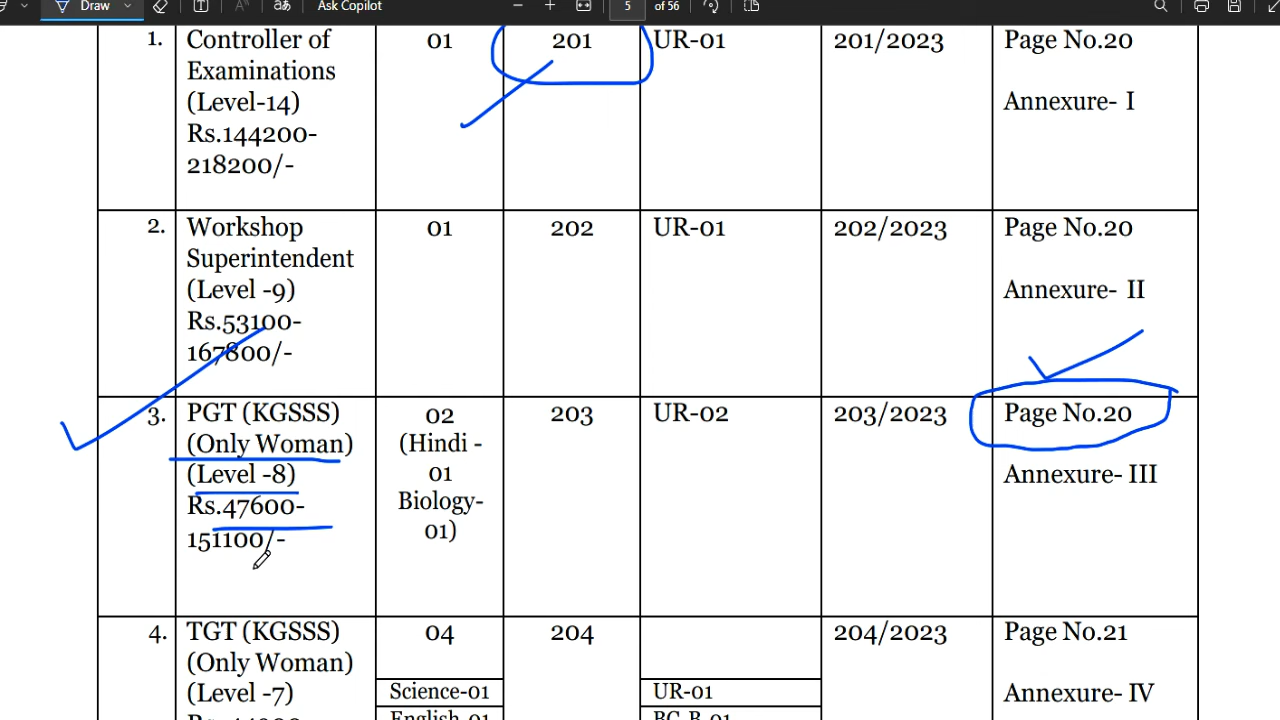 Draw
Ask Copilot
5 of 56
1. Controller of Examinations (Level-14) Rs.144200-218200/- 01 201 UR-01 201/2023 Page No.20 Annexure- I
2. Workshop Superintendent (Level -9) Rs.53100-167800/- 01 202 UR-01 202/2023 Page No.20 Annexure- II
3. PGT (KGSSS) (Only Woman) (Level -8) Rs.47600-151100/- 02 (Hindi -01 Biology-01) 203 UR-02 203/2023 Page No.20 Annexure- III
4. TGT (KGSSS) (Only Woman) (Level -7) 04 204 204/2023 Page No.21 Annexure- IV
Science-01 UR-01
English-01 BC-B-01